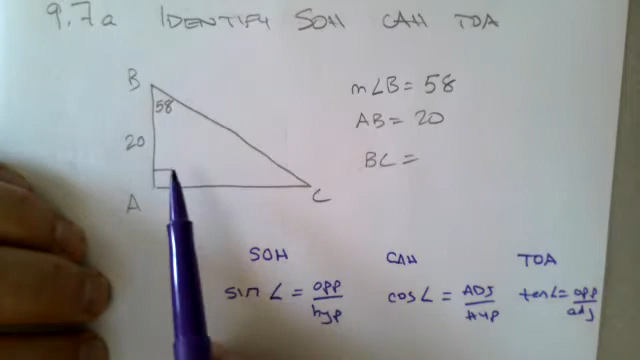 9.7a IDENTIFY SOH CAH TOA
B
58
20
A
C
m∠B = 58
AB = 20
BC =
SOH CAH TOA
sin ∠ = opp/hyp cos ∠ = ADJ/HYP tan∠ = opp/adj